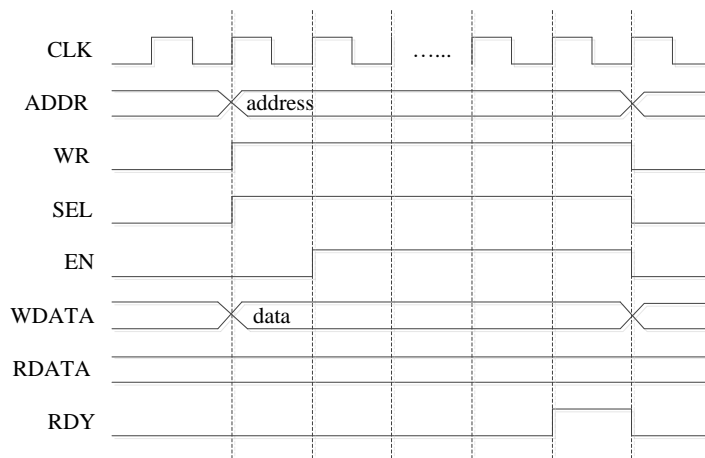 CLK
…...
ADDR
address
WR
SEL
EN
WDATA
data
RDATA
RDY